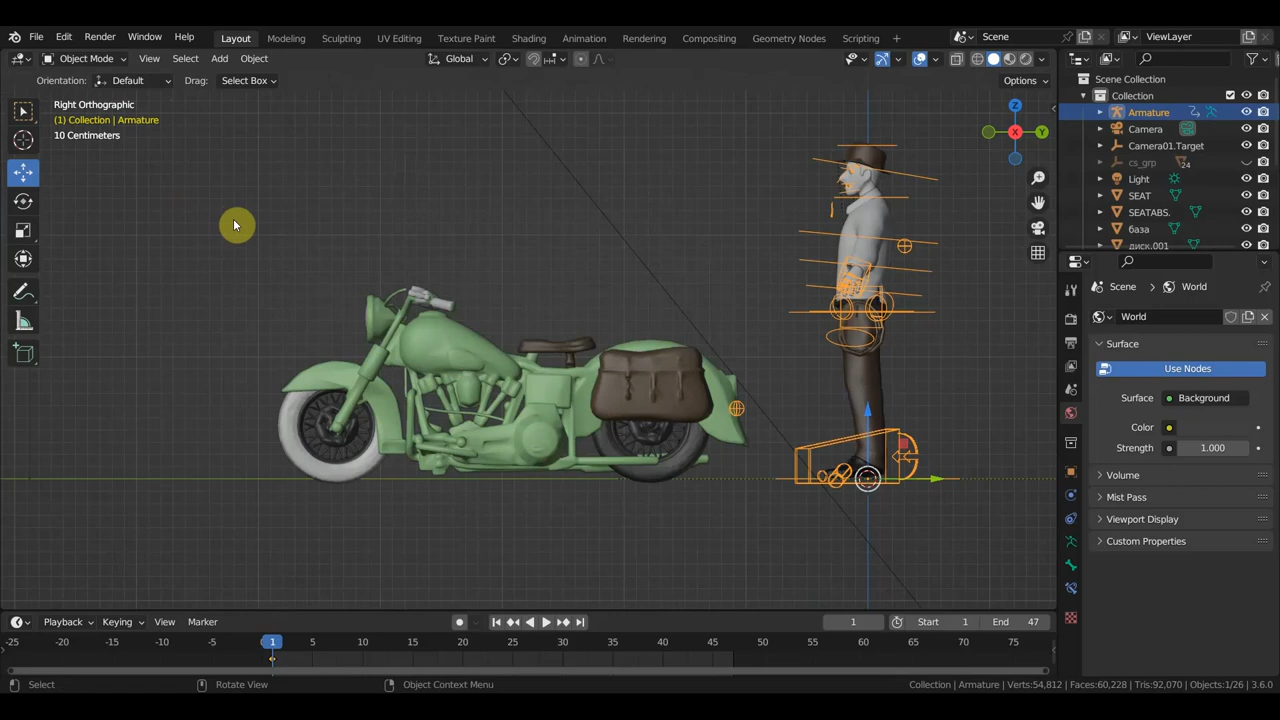 File Edit Render Window Help Layout Modeling Sculpting UV Editing Texture Paint Shading Animation Rendering Compositing Geometry Nodes Scripting + Scene ViewLayer
Object Mode View Select Add Object Global
Orientation: Default Drag: Select Box Options
Right Orthographic
(1) Collection | Armature
10 Centimeters
Z
X
Y
Scene Collection
Collection
Armature
Camera
Camera01.Target
cs_grp 24
Light
SEAT
SEATABS.
база
диск.001
Scene > World
World
Surface
Use Nodes
Surface Background
Color
Strength 1.000
Volume
Mist Pass
Viewport Display
Custom Properties
Playback Keying View Marker 1 Start 1 End 47
-25 -20 -15 -10 -5 1 5 10 15 20 25 30 35 40 45 50 55 60 65 70 75
Select Rotate View Object Context Menu Collection | Armature | Verts:54,812 | Faces:60,228 | Tris:92,070 | Objects:1/26 | 3.6.0